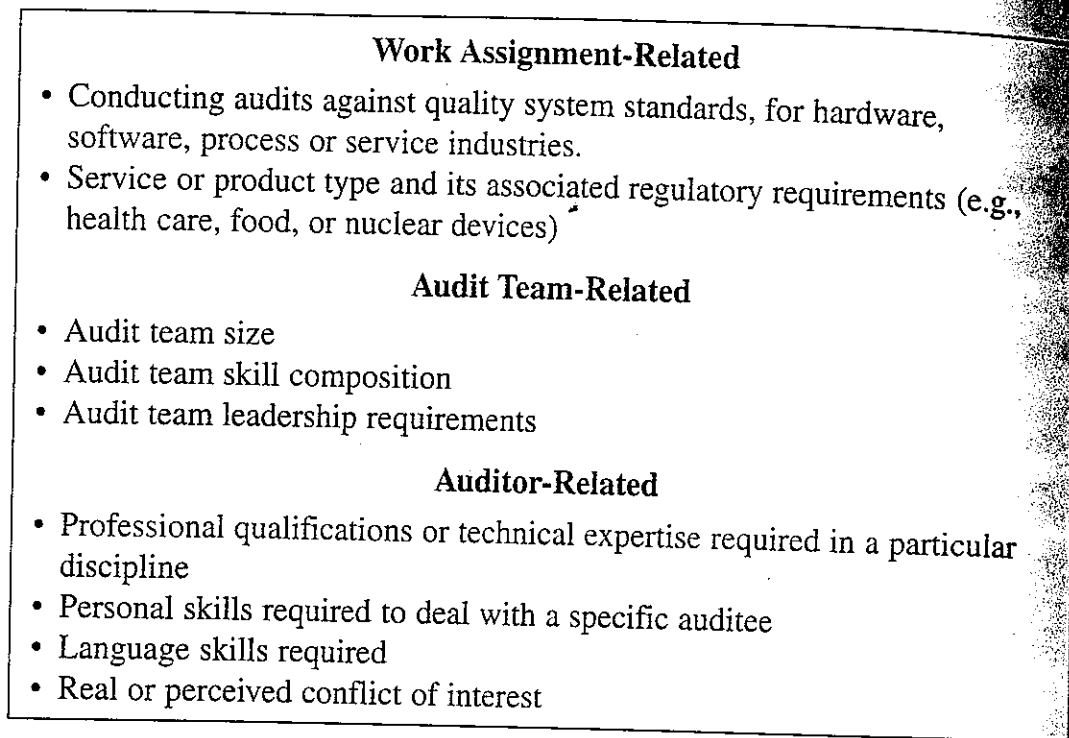 Work Assignment-Related
• Conducting audits against quality system standards, for hardware,
software, process or service industries.
• Service or product type and its associated regulatory requirements (e.g.,
health care, food, or nuclear devices)
Audit Team-Related
• Audit team size
• Audit team skill composition
• Audit team leadership requirements
Auditor-Related
• Professional qualifications or technical expertise required in a particular
discipline
• Personal skills required to deal with a specific auditee
• Language skills required
• Real or perceived conflict of interest